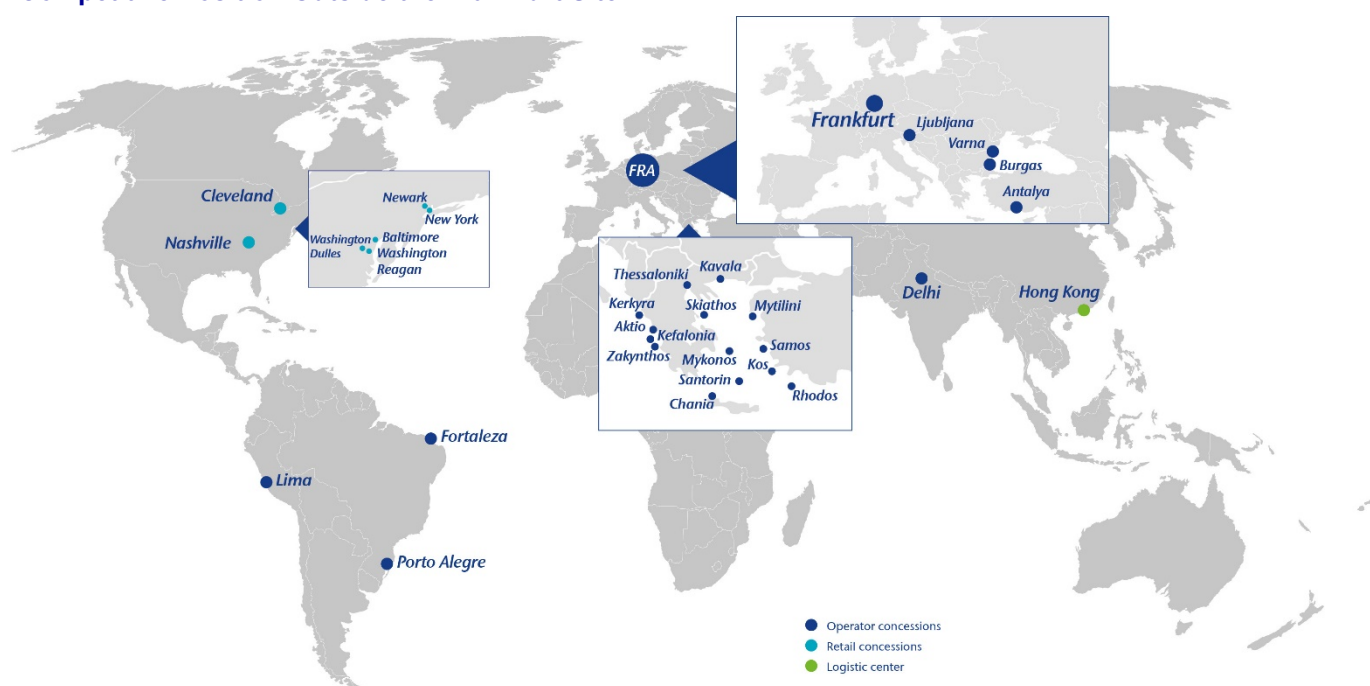 Frankfurt
Ljubljana
Varna
Burgas
Antalya
FRA
Cleveland
Nashville
Newark
New York
Washington
Dulles
Baltimore
Washington
Reagan
Thessaloniki
Kavala
Kerkyra
Skiathos
Mytilini
Aktio
Kefalonia
Zakynthos
Mykonos
Samos
Kos
Santorin
Rhodos
Chania
Delhi
Hong Kong
Fortaleza
Lima
Porto Alegre
Operator concessions
Retail concessions
Logistic center